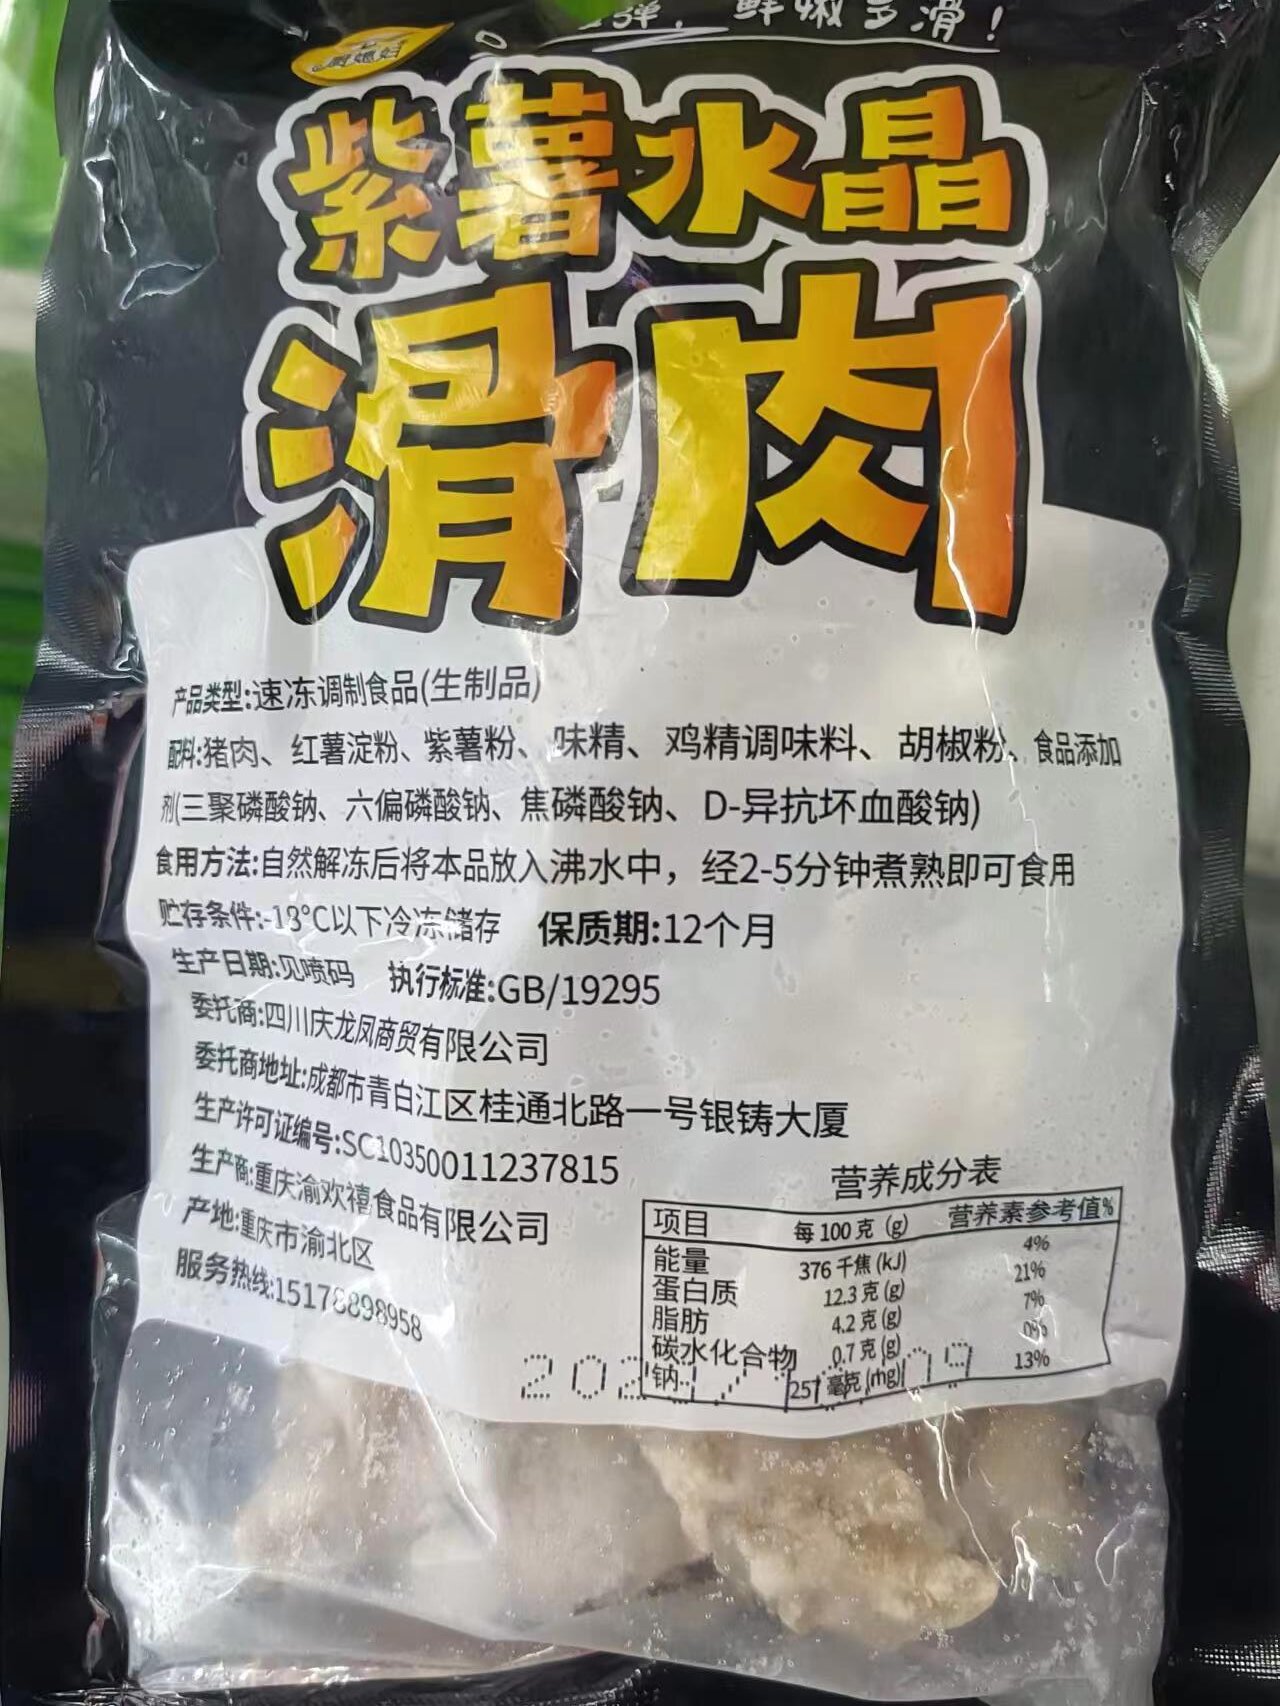 弹，鲜嫩多滑！
厨媳妇
紫薯水晶
滑肉
产品类型:速冻调制食品(生制品)
配料:猪肉、红薯淀粉、紫薯粉、味精、鸡精调味料、胡椒粉、食品添加
剂(三聚磷酸钠、六偏磷酸钠、焦磷酸钠、D-异抗坏血酸钠)
食用方法:自然解冻后将本品放入沸水中，经2-5分钟煮熟即可食用
贮存条件:-18°C以下冷冻储存 保质期:12个月
生产日期:见喷码 执行标准:GB/19295
委托商:四川庆龙凤商贸有限公司
委托商地址:成都市青白江区桂通北路一号银铸大厦
生产许可证编号:SC10350011237815
生产商:重庆渝欢禧食品有限公司
产地:重庆市渝北区
服务热线:15178898958
营养成分表
项目 每100克(g) 营养素参考值%
能量 376千焦(kJ) 4%
蛋白质 12.3克(g) 21%
脂肪 4.2克(g) 7%
碳水化合物 0.7克(g) 0%
钠 257毫克(mg) 13%